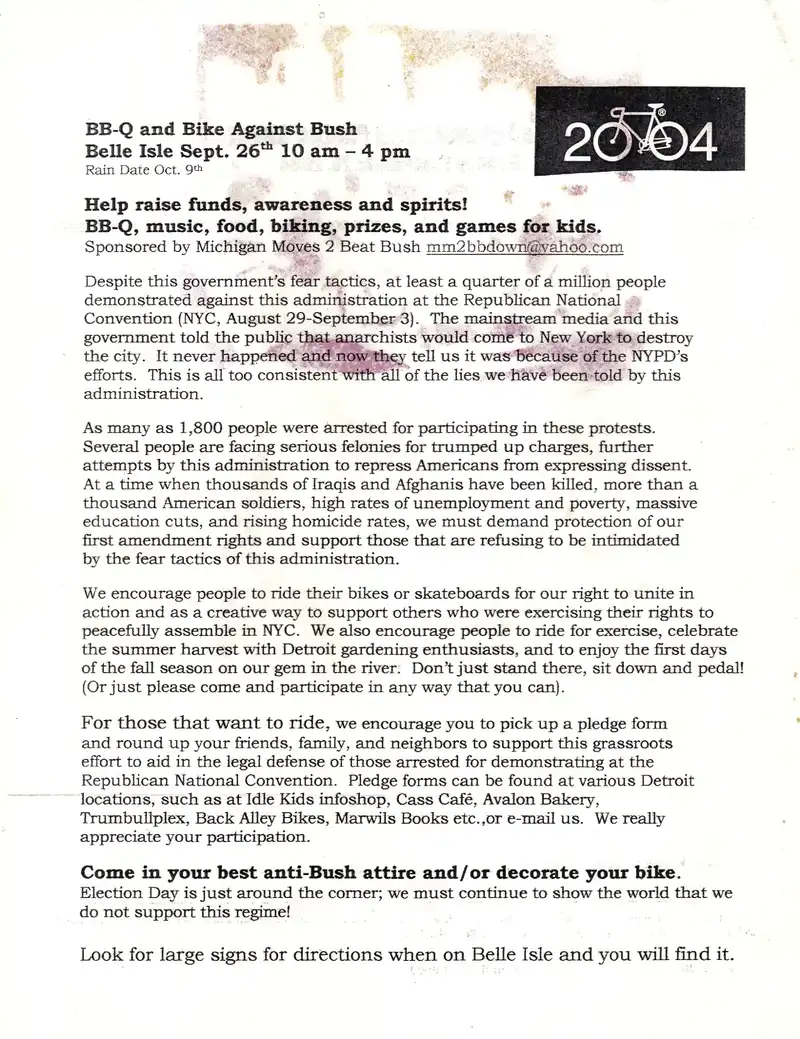 BB-Q and Bike Against Bush
Belle Isle Sept. 26th 10 am – 4 pm
Rain Date Oct. 9th
20®04
Help raise funds, awareness and spirits!
BB-Q, music, food, biking, prizes, and games for kids.
Sponsored by Michigan Moves 2 Beat Bush mm2bbdown@yahoo.com
Despite this government's fear tactics, at least a quarter of a million people
demonstrated against this administration at the Republican National
Convention (NYC, August 29-September 3). The mainstream media and this
government told the public that anarchists would come to New York to destroy
the city. It never happened and now they tell us it was because of the NYPD's
efforts. This is all too consistent with all of the lies we have been told by this
administration.
As many as 1,800 people were arrested for participating in these protests.
Several people are facing serious felonies for trumped up charges, further
attempts by this administration to repress Americans from expressing dissent.
At a time when thousands of Iraqis and Afghanis have been killed, more than a
thousand American soldiers, high rates of unemployment and poverty, massive
education cuts, and rising homicide rates, we must demand protection of our
first amendment rights and support those that are refusing to be intimidated
by the fear tactics of this administration.
We encourage people to ride their bikes or skateboards for our right to unite in
action and as a creative way to support others who were exercising their rights to
peacefully assemble in NYC. We also encourage people to ride for exercise, celebrate
the summer harvest with Detroit gardening enthusiasts, and to enjoy the first days
of the fall season on our gem in the river. Don't just stand there, sit down and pedal!
(Or just please come and participate in any way that you can).
For those that want to ride, we encourage you to pick up a pledge form
and round up your friends, family, and neighbors to support this grassroots
effort to aid in the legal defense of those arrested for demonstrating at the
Republican National Convention. Pledge forms can be found at various Detroit
locations, such as at Idle Kids infoshop, Cass Café, Avalon Bakery,
Trumbullplex, Back Alley Bikes, Marwils Books etc.,or e-mail us. We really
appreciate your participation.
Come in your best anti-Bush attire and/or decorate your bike.
Election Day is just around the corner; we must continue to show the world that we
do not support this regime!
Look for large signs for directions when on Belle Isle and you will find it.